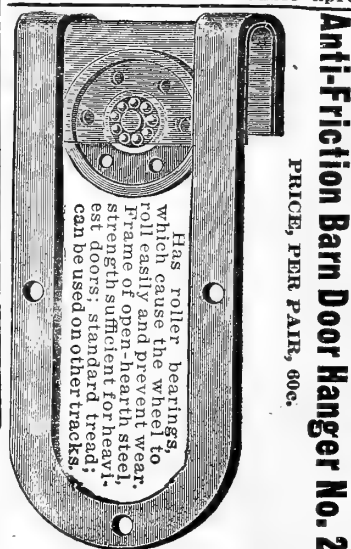 Anti-Friction Barn Door Hanger No. 2
PRICE, PER PAIR, 60c.
Has roller bearings,
which cause the wheel to
roll easily and prevent wear.
Frame of open-hearth steel,
strength sufficient for heavi-
est doors; standard tread;
can be used on other tracks.